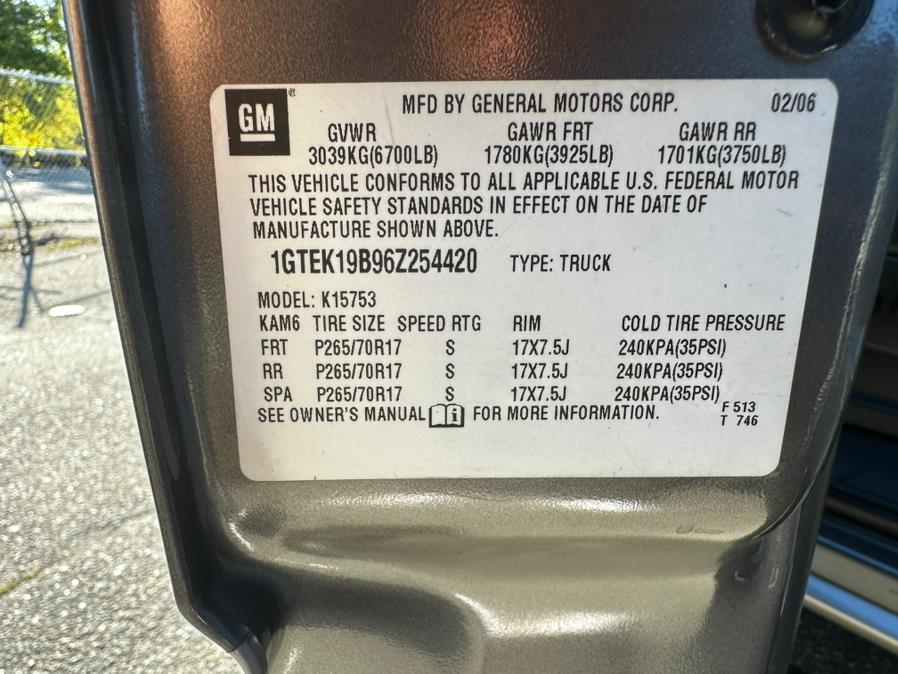 GM ® MFD BY GENERAL MOTORS CORP. 02/06
GVWR GAWR FRT GAWR RR
3039KG(6700LB) 1780KG(3925LB) 1701KG(3750LB)
THIS VEHICLE CONFORMS TO ALL APPLICABLE U.S. FEDERAL MOTOR
VEHICLE SAFETY STANDARDS IN EFFECT ON THE DATE OF
MANUFACTURE SHOWN ABOVE.
1GTEK19B96Z254420 TYPE: TRUCK
MODEL: K15753
KAM6 TIRE SIZE SPEED RTG RIM COLD TIRE PRESSURE
FRT P265/70R17 S 17X7.5J 240KPA(35PSI)
RR P265/70R17 S 17X7.5J 240KPA(35PSI)
SPA P265/70R17 S 17X7.5J 240KPA(35PSI)
SEE OWNER'S MANUAL i FOR MORE INFORMATION. F 513
T 746